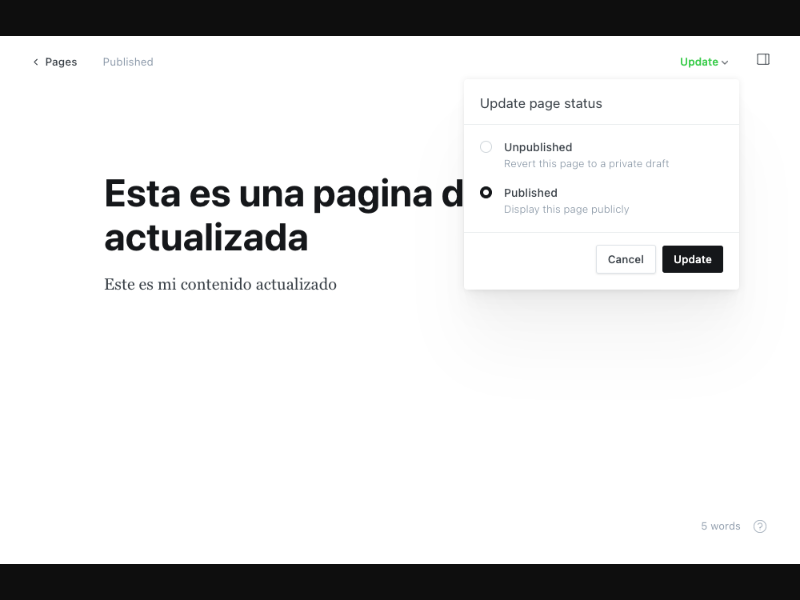 Pages
Published
Update
Update page status
Unpublished
Revert this page to a private draft
Published
Display this page publicly
Cancel
Update
Esta es una pagina d
actualizada
Este es mi contenido actualizado
5 words
?